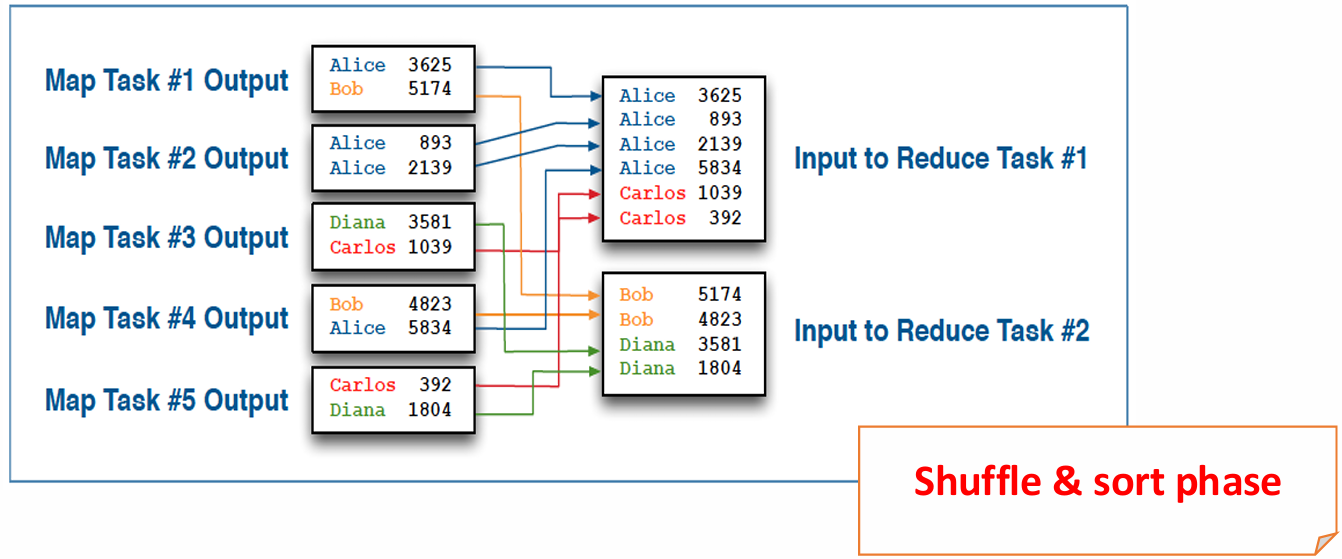 Map Task #1 Output
Alice 3625
Bob 5174
Map Task #2 Output
Alice 893
Alice 2139
Map Task #3 Output
Diana 3581
Carlos 1039
Map Task #4 Output
Bob 4823
Alice 5834
Map Task #5 Output
Carlos 392
Diana 1804
Alice 3625
Alice 893
Alice 2139
Alice 5834
Carlos 1039
Carlos 392
Input to Reduce Task #1
Bob 5174
Bob 4823
Diana 3581
Diana 1804
Input to Reduce Task #2
Shuffle & sort phase